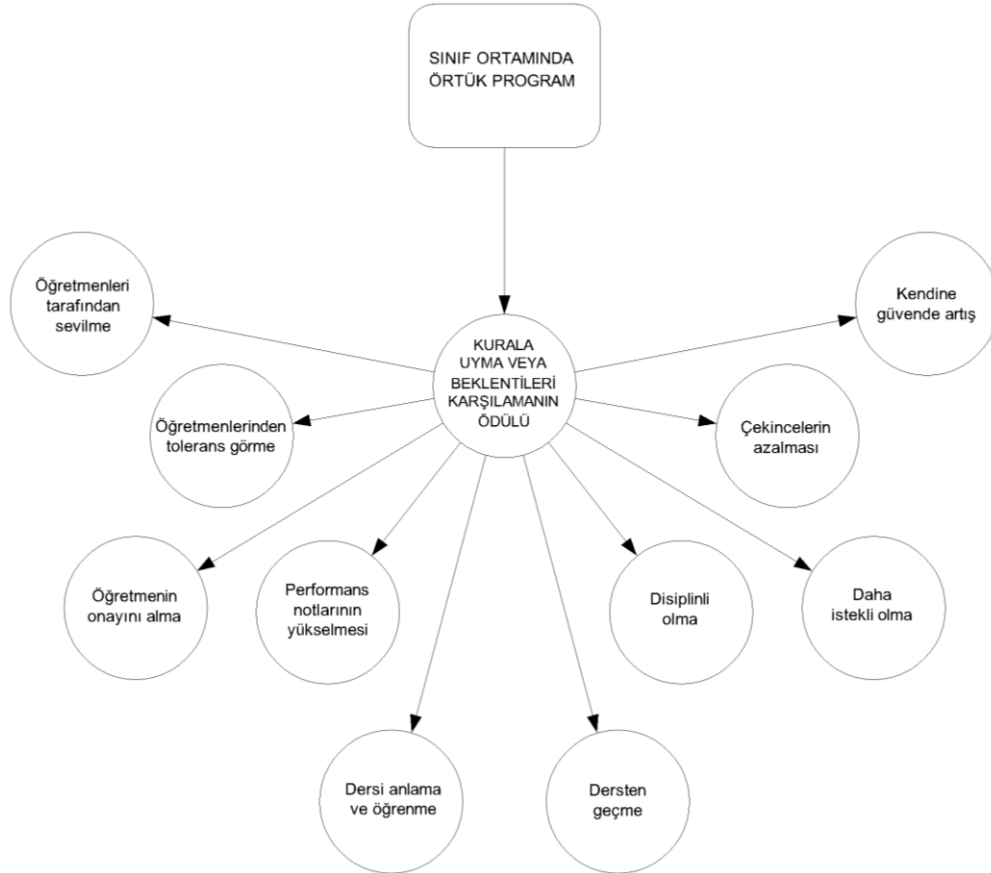 SINIF ORTAMINDA
ÖRTÜK PROGRAM
Öğretmenleri
tarafından
sevilme
Kendine
güvende artış
KURALA
UYMA VEYA
BEKLENTİLERİ
KARŞILAMANIN
ÖDÜLÜ
Öğretmenlerinden
tolerans görme
Çekincelerin
azalması
Öğretmenin
onayını alma
Performans
notlarının
yükselmesi
Disiplinli
olma
Daha
istekli olma
Dersi anlama
ve öğrenme
Dersten
geçme